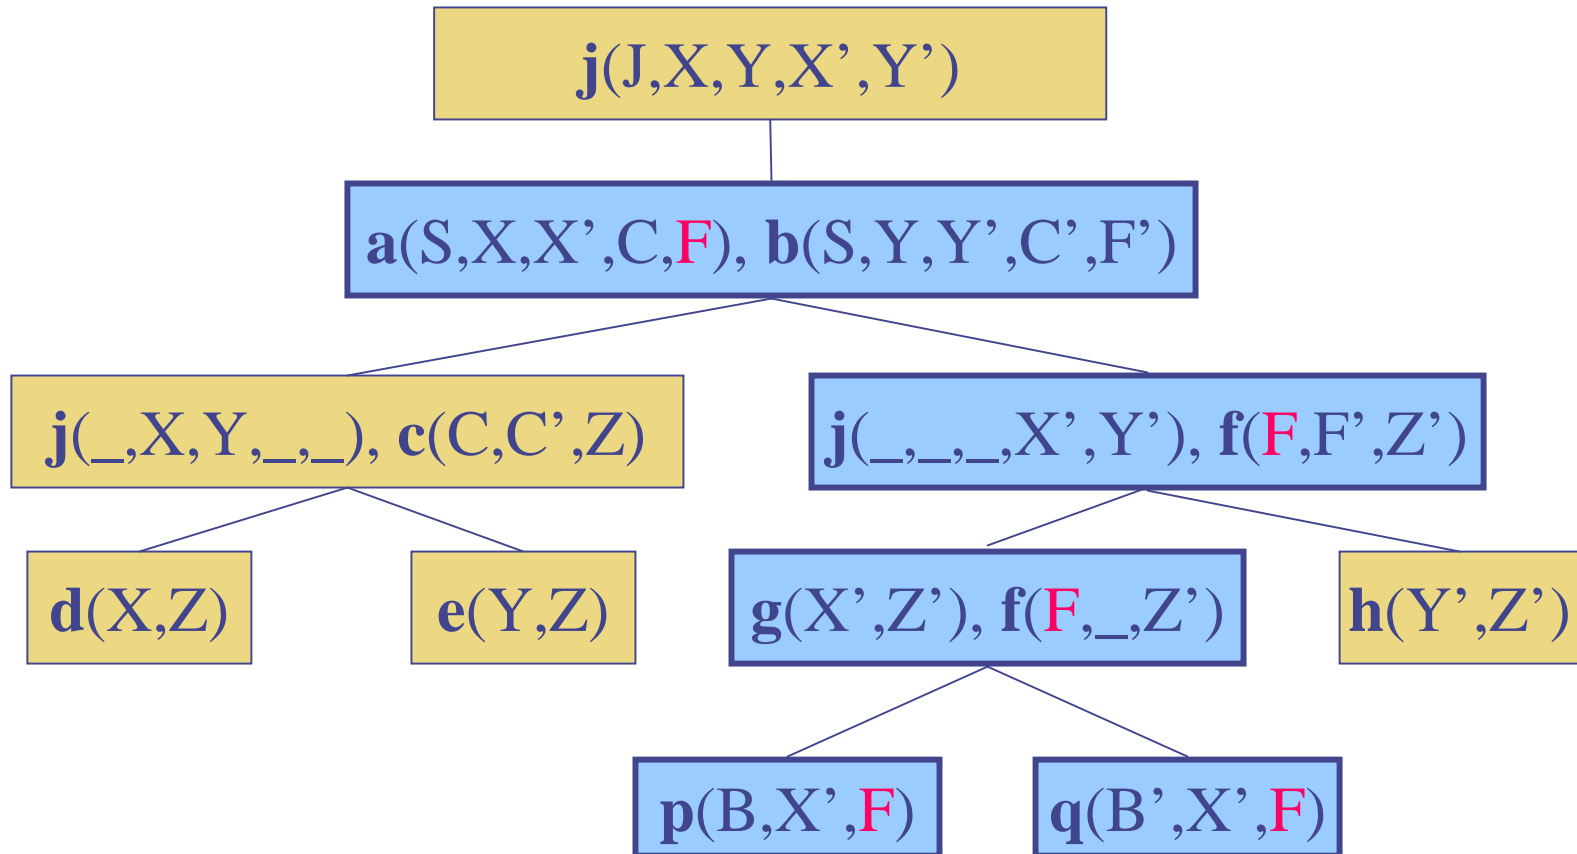 j(J,X,Y,X’,Y’)
a(S,X,X’,C,F), b(S,Y,Y’,C’,F’)
j(_,X,Y,_,_), c(C,C’,Z)
j(_,_,_,X’,Y’), f(F,F’,Z’)
d(X,Z)
e(Y,Z)
g(X’,Z’), f(F,_,Z’)
h(Y’,Z’)
p(B,X’,F)
q(B’,X’,F)